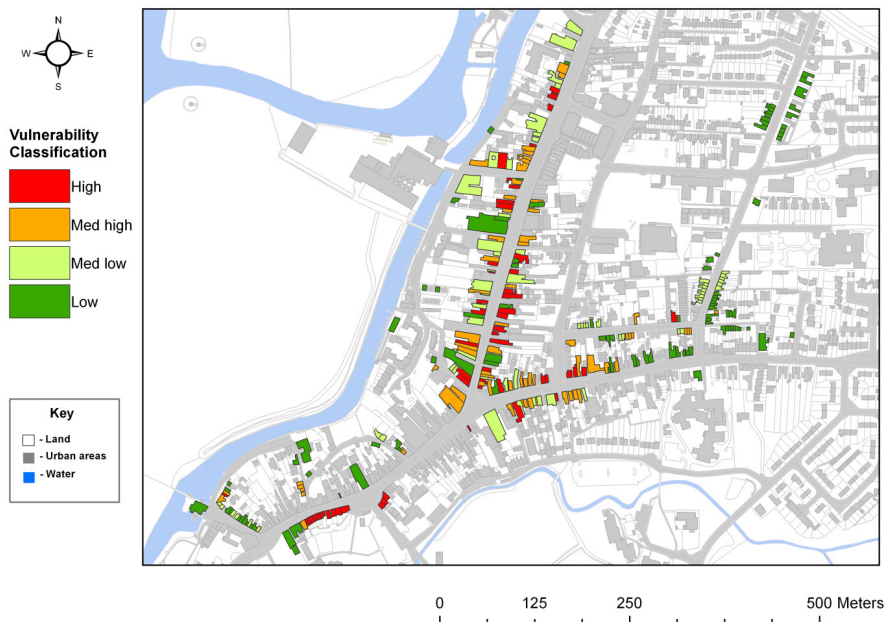 N
W E
S
Vulnerability
Classification
High
Med high
Med low
Low
Key
- Land
- Urban areas
- Water
0 125 250 500 Meters